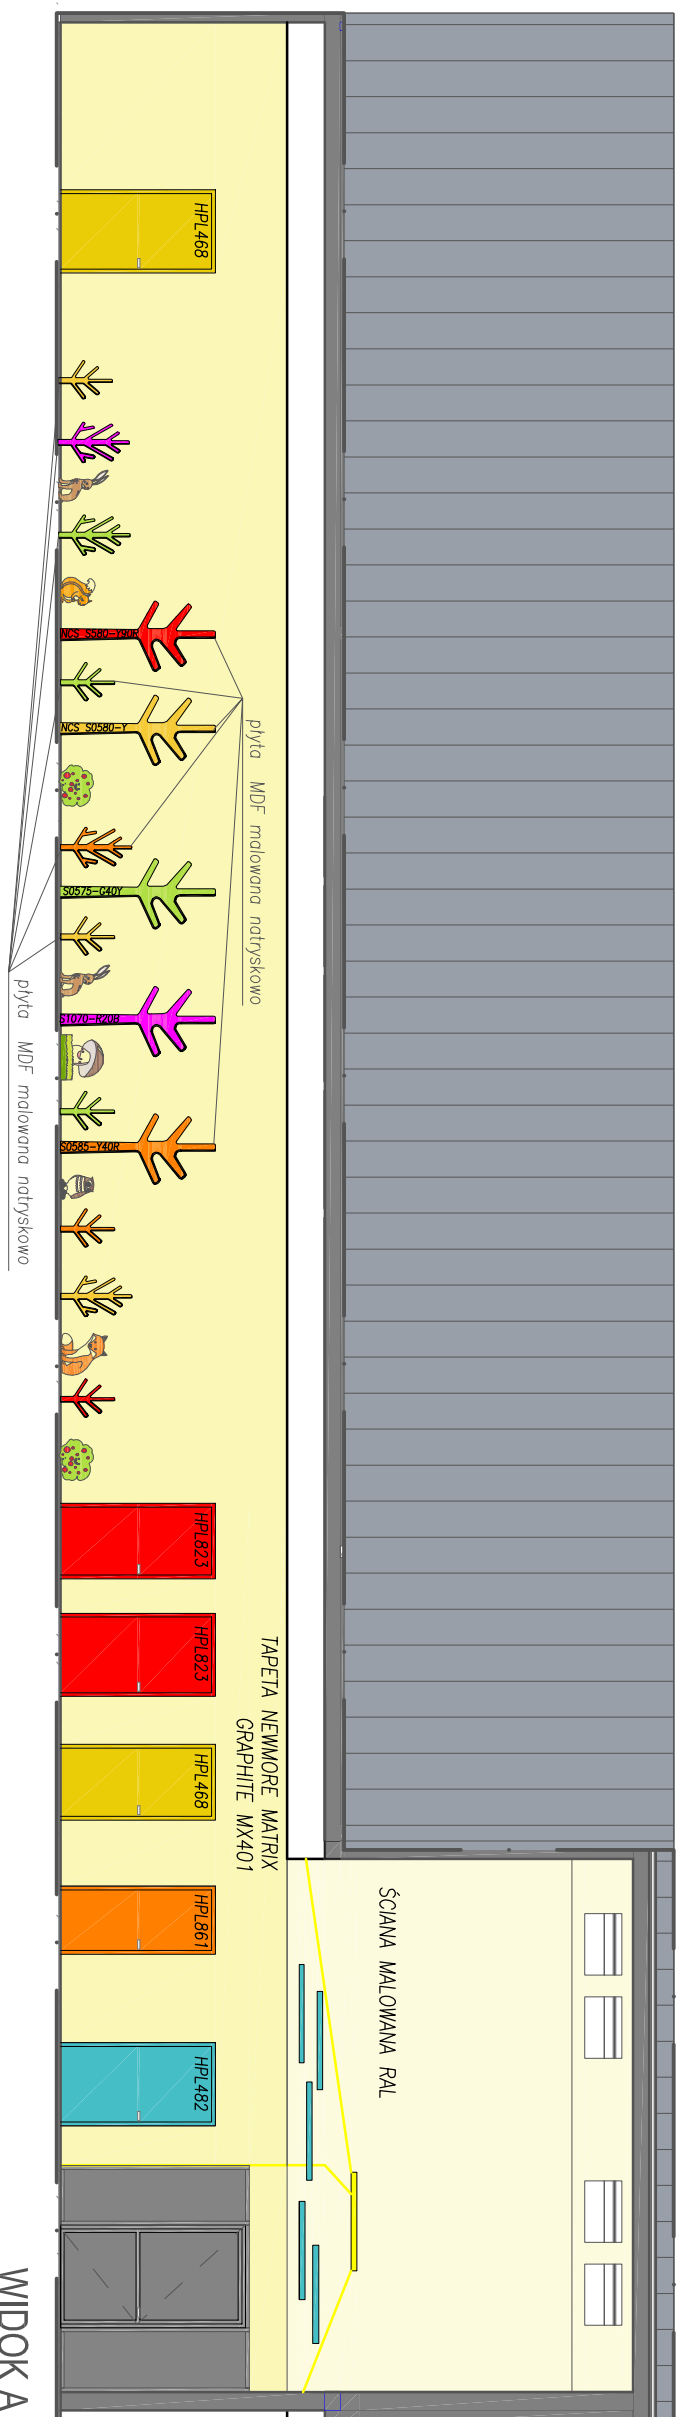 HPL468
NCS S580-Y90R
NCS S0580-Y
S0575-G40Y
S1070-R20B
S0585-Y40R
płyta MDF malowana natryskowo
płyta MDF malowana natryskowo
HPL823
HPL823
TAPETA NEWMORE MATRIX
GRAPHITE MX401
HPL468
HPL861
HPL482
ŚCIANA MALOWANA RAL
WIDOK A